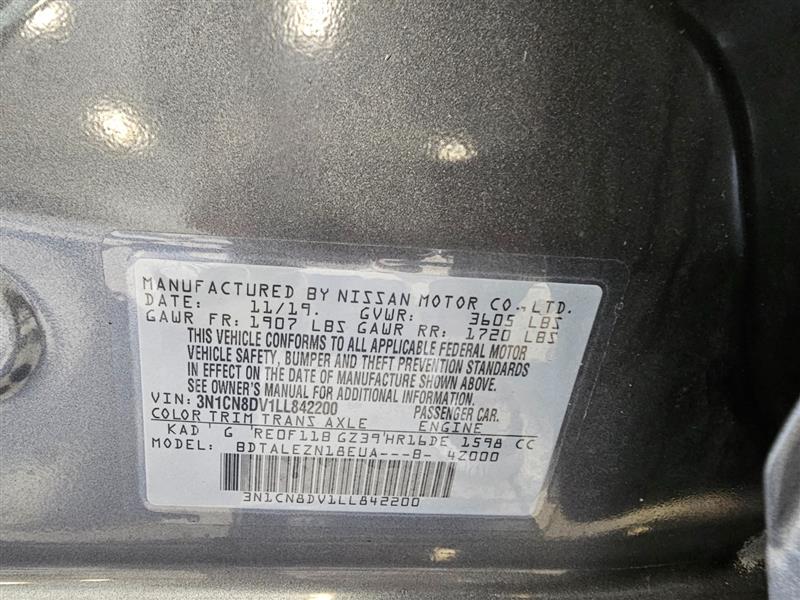 MANUFACTURED BY NISSAN MOTOR CO., LTD.
DATE: 11/19. GVWR: 3605 LBS
GAWR FR: 1907 LBS GAWR RR: 1720 LBS
THIS VEHICLE CONFORMS TO ALL APPLICABLE FEDERAL MOTOR
VEHICLE SAFETY, BUMPER AND THEFT PREVENTION STANDARDS
IN EFFECT ON THE DATE OF MANUFACTURE SHOWN ABOVE.
SEE OWNER'S MANUAL FOR ADDITIONAL INFORMATION.
VIN: 3N1CN8DV1LL842200 PASSENGER CAR.
COLOR TRIM TRANS AXLE ENGINE
KAD ' G ' RE0F11B GZ39'HR16DE 1598 CC
MODEL: BDTALEZN18EUA---B- 4Z000
3N1CN8DV1LL842200